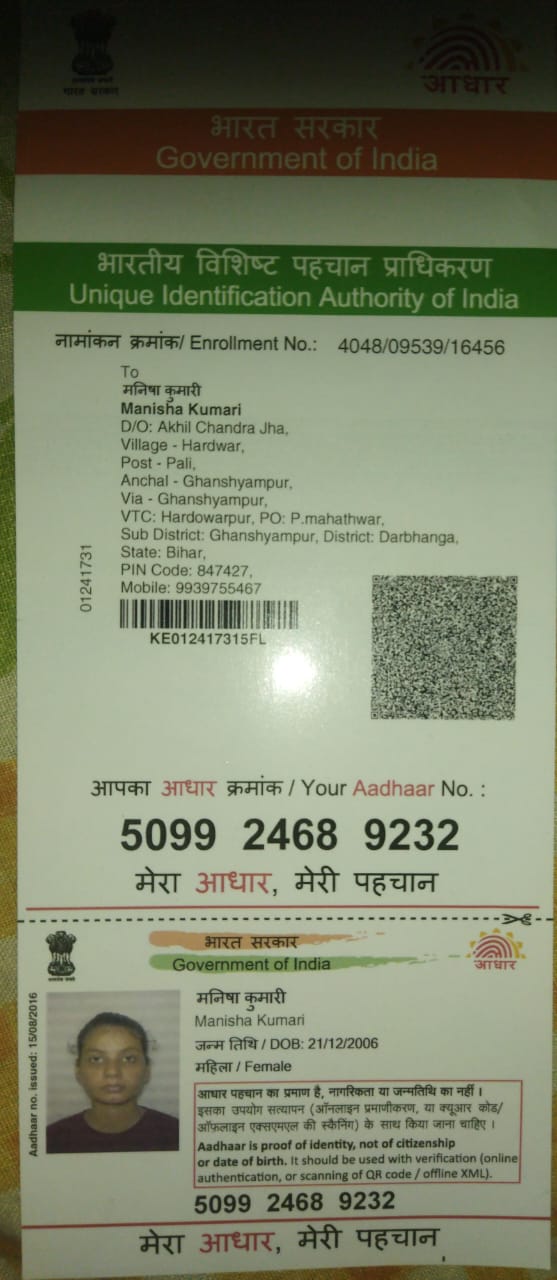 भारत सरकार
आधार
भारत सरकार
Government of India
भारतीय विशिष्ट पहचान प्राधिकरण
Unique Identification Authority of India
नामांकन क्रमांक/ Enrollment No.: 4048/09539/16456
To
मनिषा कुमारी
Manisha Kumari
D/O: Akhil Chandra Jha,
Village - Hardwar,
Post - Pali,
Anchal - Ghanshyampur,
Via - Ghanshyampur,
VTC: Hardowarpur, PO: P.mahathwar,
Sub District: Ghanshyampur, District: Darbhanga,
State: Bihar,
PIN Code: 847427,
Mobile: 9939755467
01241731
KE012417315FL
आपका आधार क्रमांक / Your Aadhaar No. :
5099 2468 9232
मेरा आधार, मेरी पहचान
भारत सरकार
Government of India
आधार
Aadhaar no. issued: 15/08/2016
मनिषा कुमारी
Manisha Kumari
जन्म तिथि / DOB: 21/12/2006
महिला / Female
आधार पहचान का प्रमाण है, नागरिकता या जन्मतिथि का नहीं ।
इसका उपयोग सत्यापन (ऑनलाइन प्रमाणीकरण, या क्यूआर कोड/
ऑफलाइन एक्सएमएल की स्कैनिंग) के साथ किया जाना चाहिए ।
Aadhaar is proof of identity, not of citizenship
or date of birth. It should be used with verification (online
authentication, or scanning of QR code / offline XML).
5099 2468 9232
मेरा आधार, मेरी पहचान